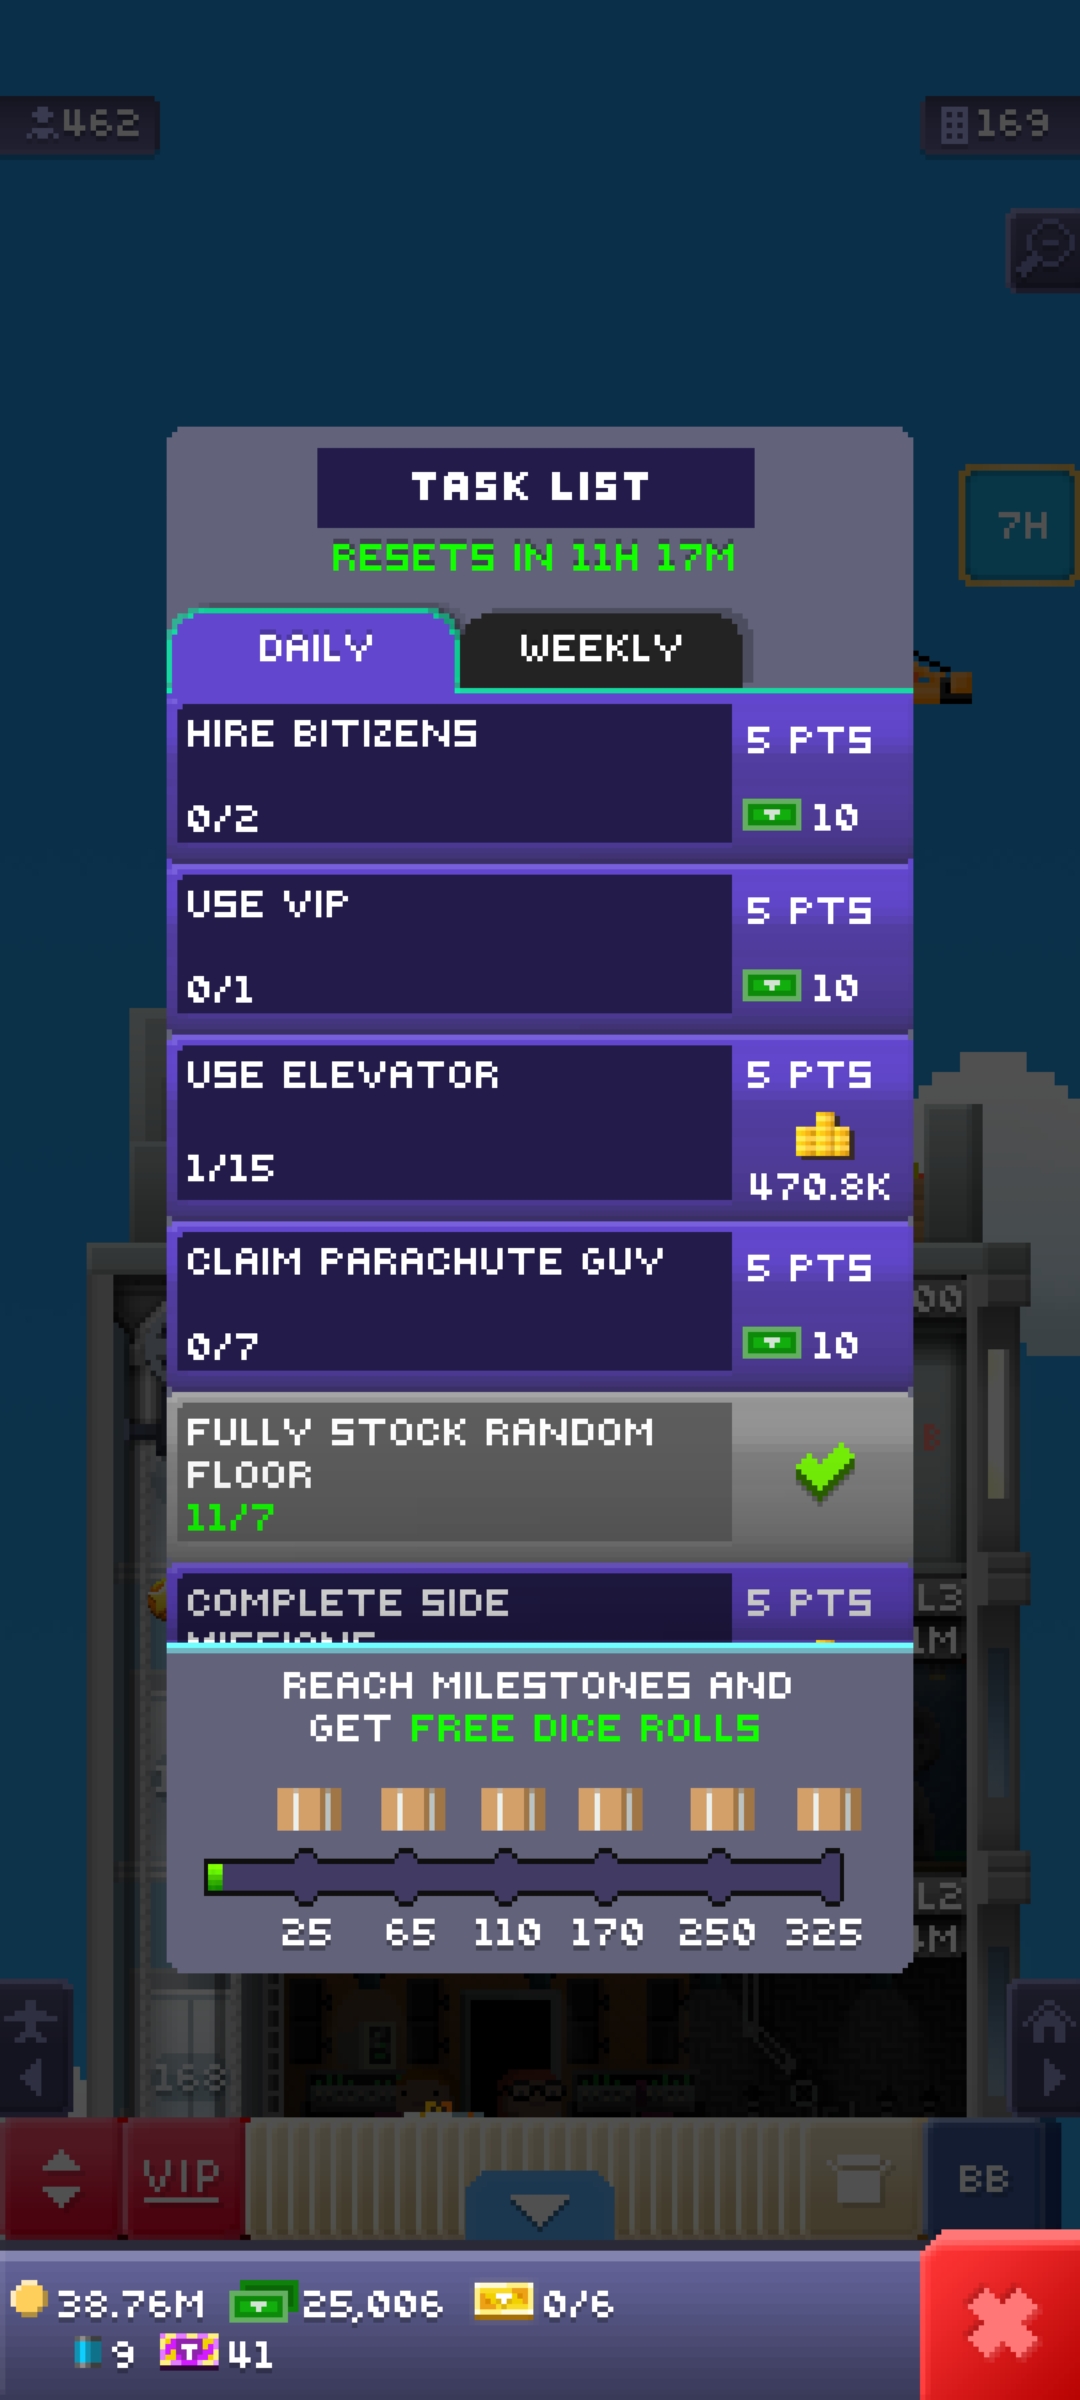 462
169
7H
TASK LIST
RESETS IN 11H 17M
DAILY
WEEKLY
HIRE BITIZENS
5 PTS
0/2
10
USE VIP
5 PTS
0/1
10
USE ELEVATOR
5 PTS
1/15
470.8K
CLAIM PARACHUTE GUY
5 PTS
0/7
10
00
FULLY STOCK RANDOM
FLOOR
11/7
B
COMPLETE SIDE
5 PTS
MISSIONS
L3
1M
REACH MILESTONES AND
GET FREE DICE ROLLS
L2
M
25 65 110 170 250 325
168
VIP
BB
38.76M 25,006 0/6
9 41